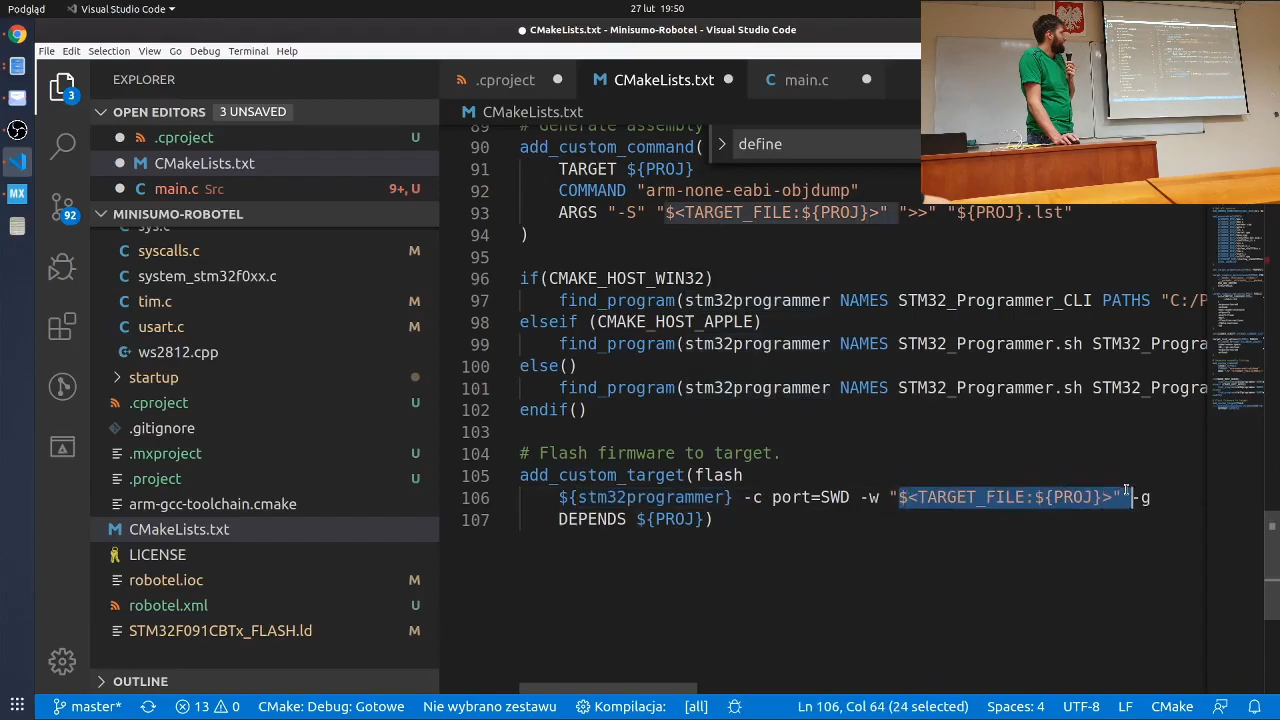 Podgląd
Visual Studio Code
27 lut 19:50
CMakeLists.txt - Minisumo-Robotel - Visual Studio Code
File Edit Selection View Go Debug Terminal Help
EXPLORER
OPEN EDITORS 3 UNSAVED
.cproject
CMakeLists.txt
main.c Src 9+, U
MINISUMO-ROBOTEL
syscalls.c U
system_stm32f0xx.c
tim.c M
usart.c U
ws2812.cpp
startup
.cproject M
.gitignore
.mxproject M
.project M
arm-gcc-toolchain.cmake
CMakeLists.txt
LICENSE
robotel.ioc M
robotel.xml U
STM32F091CBTx_FLASH.ld M
OUTLINE
3
92
.cproject
CMakeLists.txt
main.c
CMakeLists.txt
define
89 # Generate assembly
90 add_custom_command(
91 TARGET ${PROJ}
92 COMMAND "arm-none-eabi-objdump"
93 ARGS "-S" "$<TARGET_FILE:${PROJ}>" ">>" "${PROJ}.lst"
94 )
95
96 if(CMAKE_HOST_WIN32)
97 find_program(stm32programmer NAMES STM32_Programmer_CLI PATHS "C:/P
98 elseif (CMAKE_HOST_APPLE)
99 find_program(stm32programmer NAMES STM32_Programmer.sh STM32_Progra
100 else()
101 find_program(stm32programmer NAMES STM32_Programmer.sh STM32_Progra
102 endif()
103
104 # Flash firmware to target.
105 add_custom_target(flash
106 ${stm32programmer} -c port=SWD -w "$<TARGET_FILE:${PROJ}>" -g
107 DEPENDS ${PROJ})
master* 13 0 CMake: Debug: Gotowe Nie wybrano zestawu Kompilacja: [all] Ln 106, Col 64 (24 selected) Spaces: 4 UTF-8 LF CMake